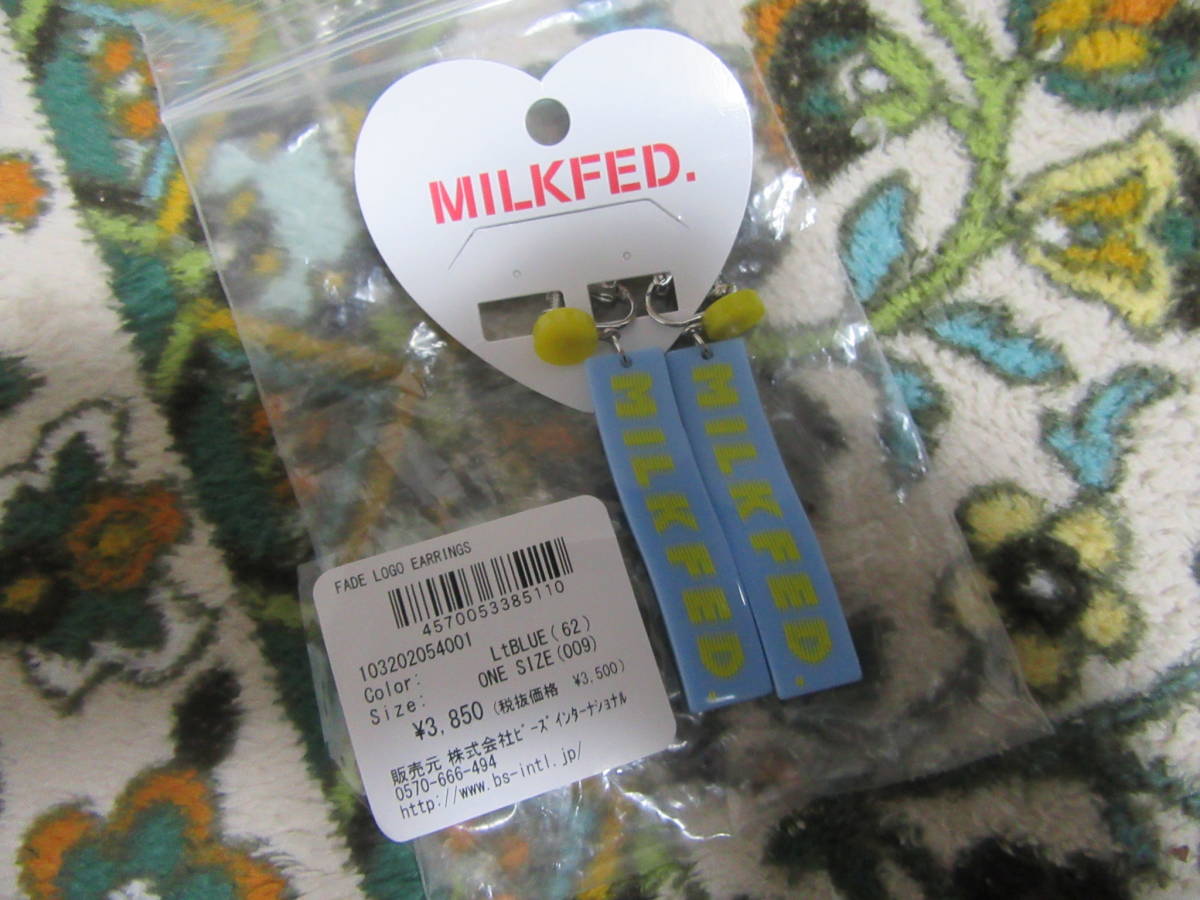 MILKFED.
MILKFED.
MILKFED.
FADE LOGO EARRINGS
4570053385110
103202054001
Color: LtBLUE(62)
Size: ONE SIZE(009)
¥3,850 (税抜価格 ¥3,500)
販売元 株式会社ビーズインターナショナル
0570-666-494
http://www.bs-intl.jp/